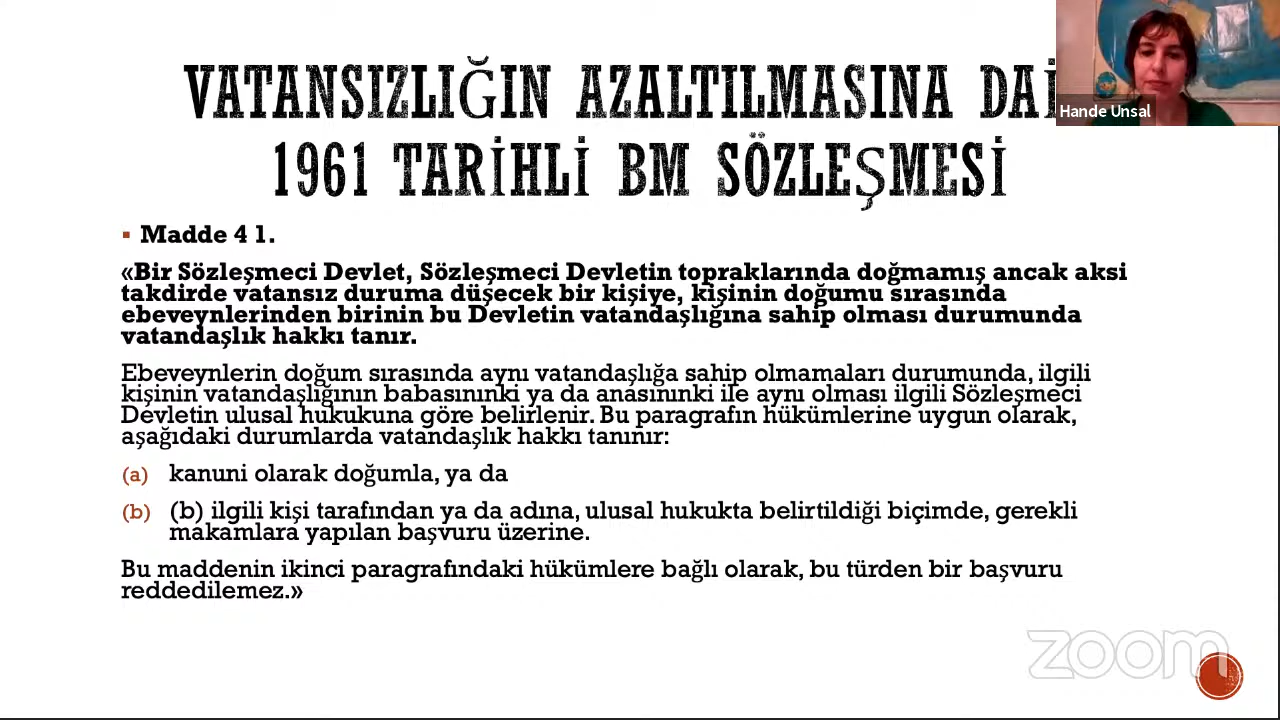 VATANSIZLIĞIN AZALTILMASINA
1961 TARİHLİ BM SÖZLEŞMESİ
Hande Unsal
▪ Madde 4 1.
«Bir Sözleşmeci Devlet, Sözleşmeci Devletin topraklarında doğmamış ancak aksi
takdirde vatansız duruma düşecek bir kişiye, kişinin doğumu sırasında
ebeveynlerinden birinin bu Devletin vatandaşlığına sahip olması durumunda
vatandaşlık hakkı tanır.
Ebeveynlerin doğum sırasında aynı vatandaşlığa sahip olmamaları durumunda, ilgili
kişinin vatandaşlığının babasınınki ya da anasınınki ile aynı olması ilgili Sözleşmeci
Devletin ulusal hukukuna göre belirlenir. Bu paragrafın hükümlerine uygun olarak,
aşağıdaki durumlarda vatandaşlık hakkı tanınır:
(a) kanuni olarak doğumla, ya da
(b) (b) ilgili kişi tarafından ya da adına, ulusal hukukta belirtildiği biçimde, gerekli
makamlara yapılan başvuru üzerine.
Bu maddenin ikinci paragrafındaki hükümlere bağlı olarak, bu türden bir başvuru
reddedilemez.»
zoom